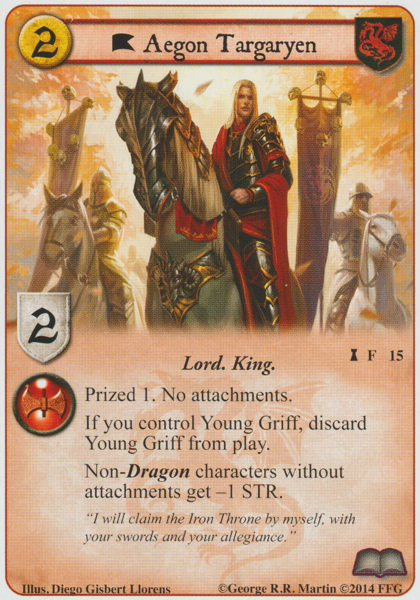 2
Aegon Targaryen
2
Lord. King.
F 15
Prized 1. No attachments.
If you control Young Griff, discard
Young Griff from play.
Non-Dragon characters without
attachments get –1 STR.
“I will claim the Iron Throne by myself, with
your swords and your allegiance.”
Illus. Diego Gisbert Llorens
©George R.R. Martin ©2014 FFG